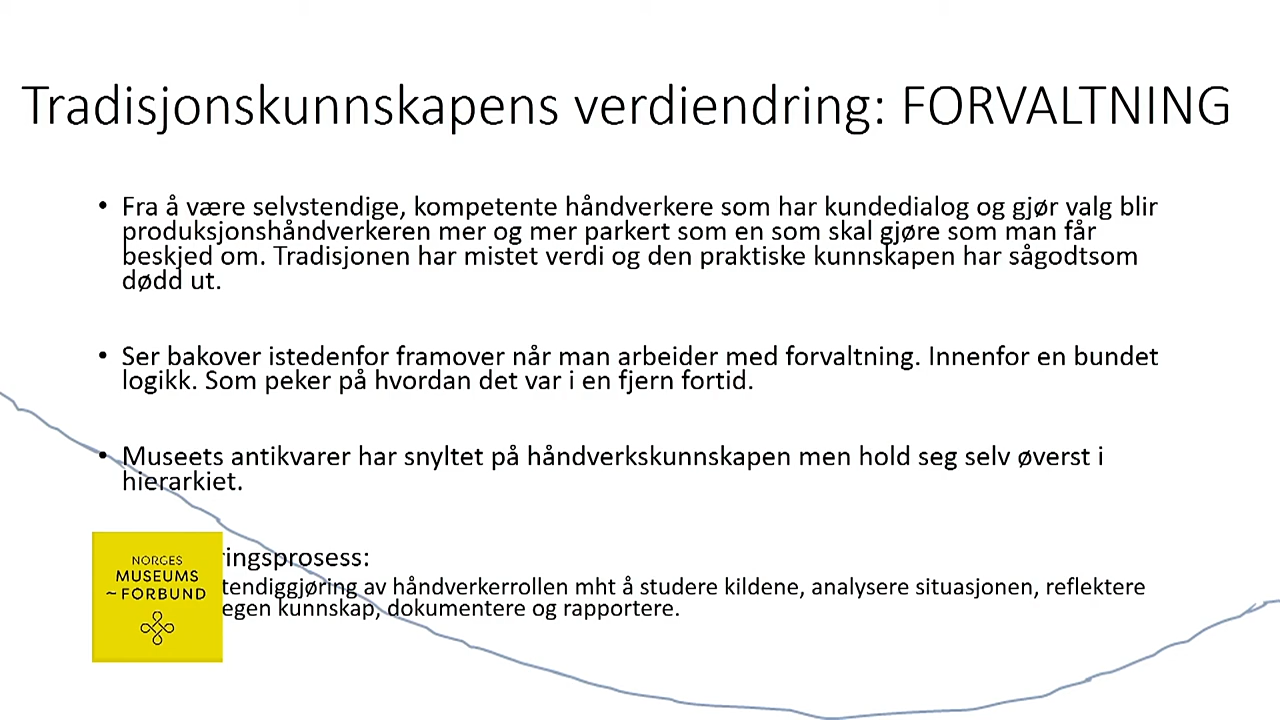 Tradisjonskunnskapens verdiendring: FORVALTNING
• Fra å være selvstendige, kompetente håndverkere som har kundedialog og gjør valg blir
produksjonshåndverkeren mer og mer parkert som en som skal gjøre som man får
beskjed om. Tradisjonen har mistet verdi og den praktiske kunnskapen har sågodtsom
dødd ut.
• Ser bakover istedenfor framover når man arbeider med forvaltning. Innenfor en bundet
logikk. Som peker på hvordan det var i en fjern fortid.
• Museets antikvarer har snyltet på håndverkskunnskapen men hold seg selv øverst i
hierarkiet.
av håndverkerrollen mht å studere kildene, analysere situasjonen, reflektere
egen kunnskap, dokumentere og rapportere.
NORGES
MUSEUMS
~FORBUND